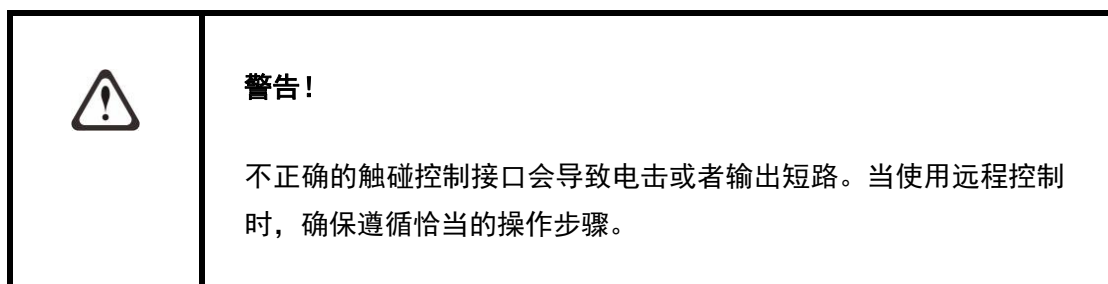 警告！
不正确的触碰控制接口会导致电击或者输出短路。当使用远程控制
时，确保遵循恰当的操作步骤。